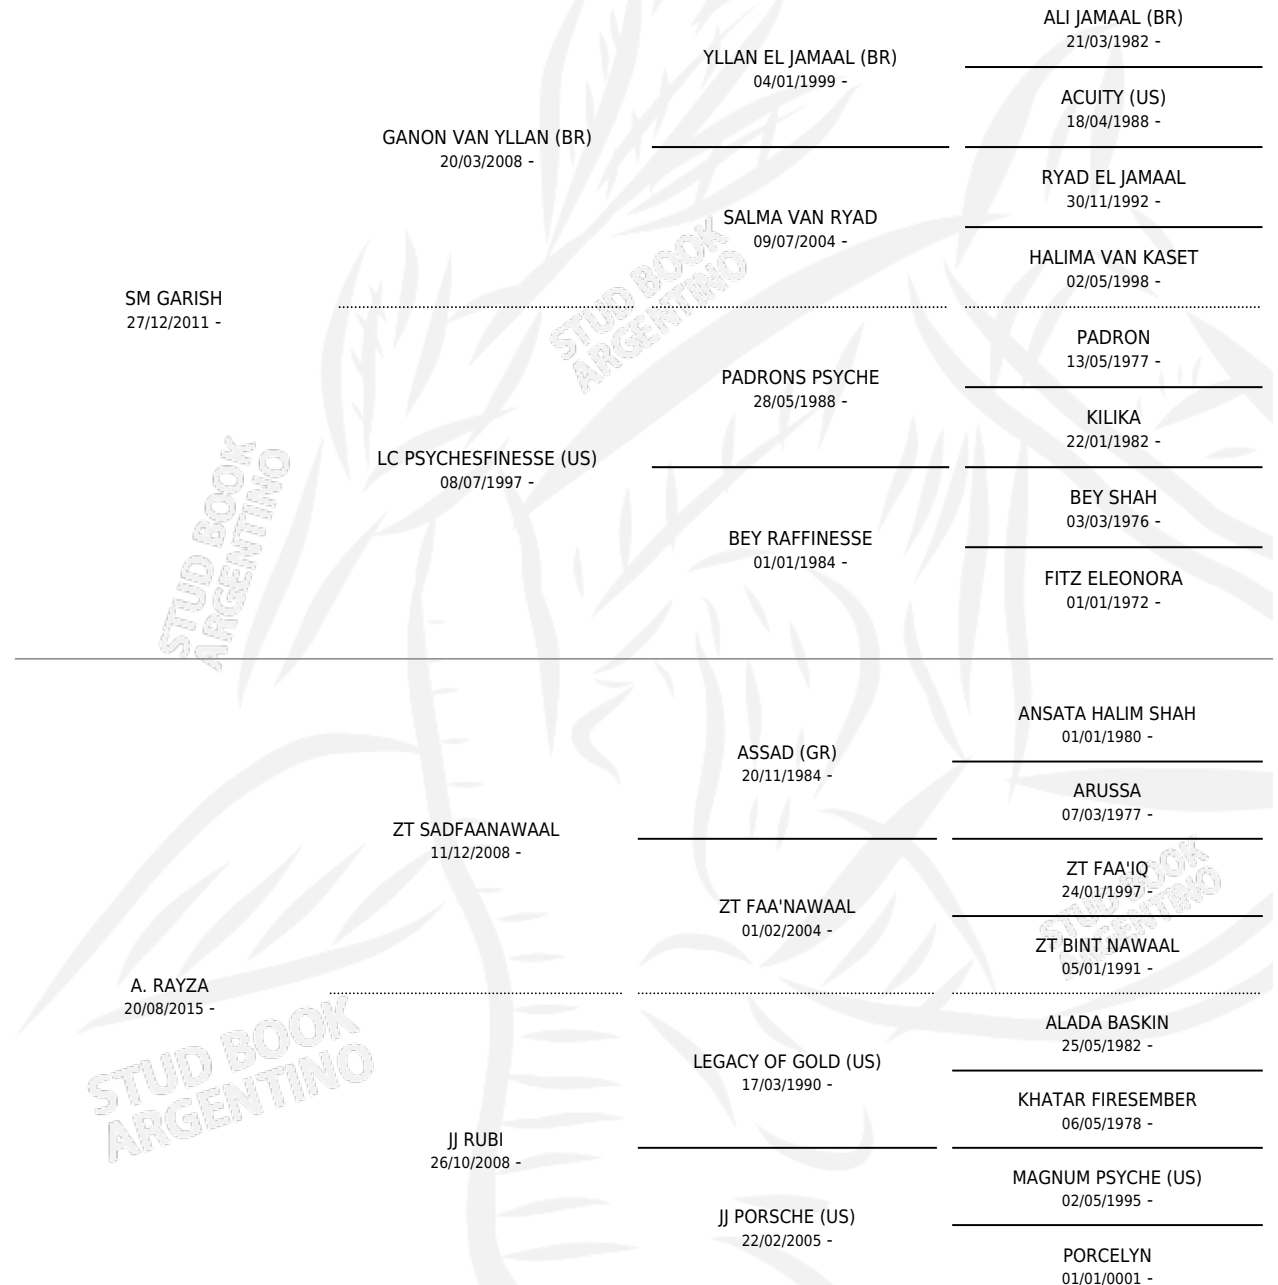 ALI JAMAAL (BR)
21/03/1982 -
YLLAN EL JAMAAL (BR)
04/01/1999 -
ACUITY (US)
18/04/1988 -
GANON VAN YLLAN (BR)
20/03/2008 -
RYAD EL JAMAAL
30/11/1992 -
SALMA VAN RYAD
09/07/2004 -
HALIMA VAN KASET
02/05/1998 -
SM GARISH
27/12/2011 -
STUD BOOK
ARGENTINO
PADRON
13/05/1977 -
PADRONS PSYCHE
28/05/1988 -
KILIKA
22/01/1982 -
LC PSYCHESFINESSE (US)
08/07/1997 -
BEY SHAH
03/03/1976 -
BEY RAFFINESSE
01/01/1984 -
FITZ ELEONORA
01/01/1972 -
STUD BOOK
ARGENTINO
ANSATA HALIM SHAH
01/01/1980 -
ASSAD (GR)
20/11/1984 -
ARUSSA
07/03/1977 -
ZT SADFAANAWAAL
11/12/2008 -
ZT FAA'IQ
24/01/1997 -
ZT FAA'NAWAAL
01/02/2004 -
STUD BOOK
ARGENTINO
ZT BINT NAWAAL
05/01/1991 -
A. RAYZA
20/08/2015 -
ALADA BASKIN
25/05/1982 -
LEGACY OF GOLD (US)
17/03/1990 -
KHATAR FIRESEMBER
06/05/1978 -
STUD BOOK
ARGENTINO
JJ RUBI
26/10/2008 -
MAGNUM PSYCHE (US)
02/05/1995 -
JJ PORSCHE (US)
22/02/2005 -
PORCELYN
01/01/0001 -